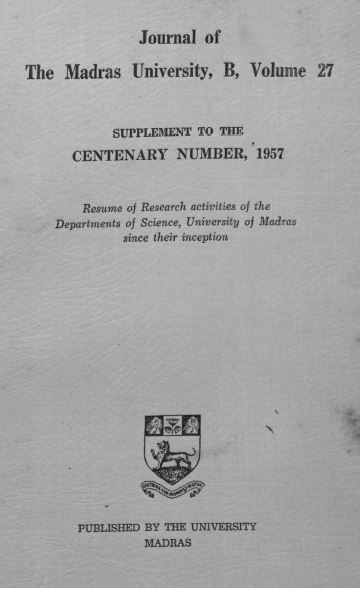 Journal of
The Madras University, B, Volume 27
SUPPLEMENT TO THE
CENTENARY NUMBER, 1957
Resume of Research activities of the
Departments of Science, University of Madras
since their inception
PUBLISHED BY THE UNIVERSITY
MADRAS